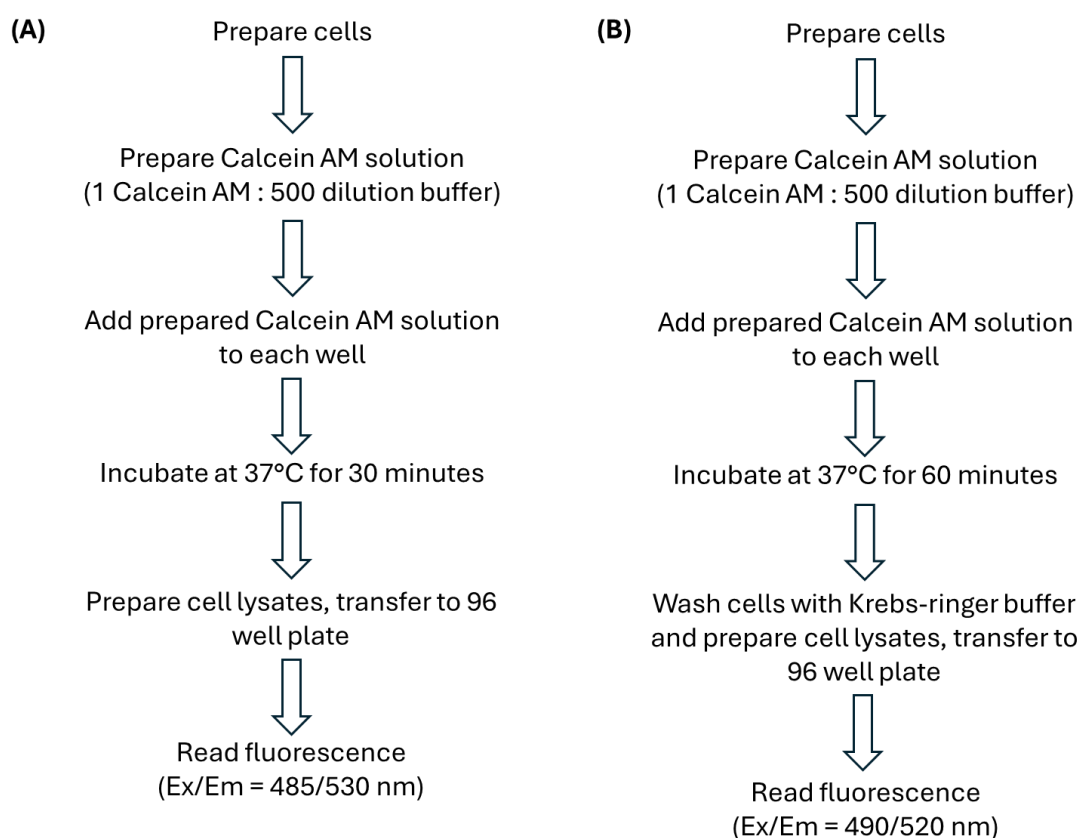 (A)
Prepare cells
Prepare Calcein AM solution
(1 Calcein AM : 500 dilution buffer)
Add prepared Calcein AM solution
to each well
Incubate at 37°C for 30 minutes
Prepare cell lysates, transfer to 96
well plate
Read fluorescence
(Ex/Em = 485/530 nm)
(B)
Prepare cells
Prepare Calcein AM solution
(1 Calcein AM : 500 dilution buffer)
Add prepared Calcein AM solution
to each well
Incubate at 37°C for 60 minutes
Wash cells with Krebs-ringer buffer
and prepare cell lysates, transfer to
96 well plate
Read fluorescence
(Ex/Em = 490/520 nm)